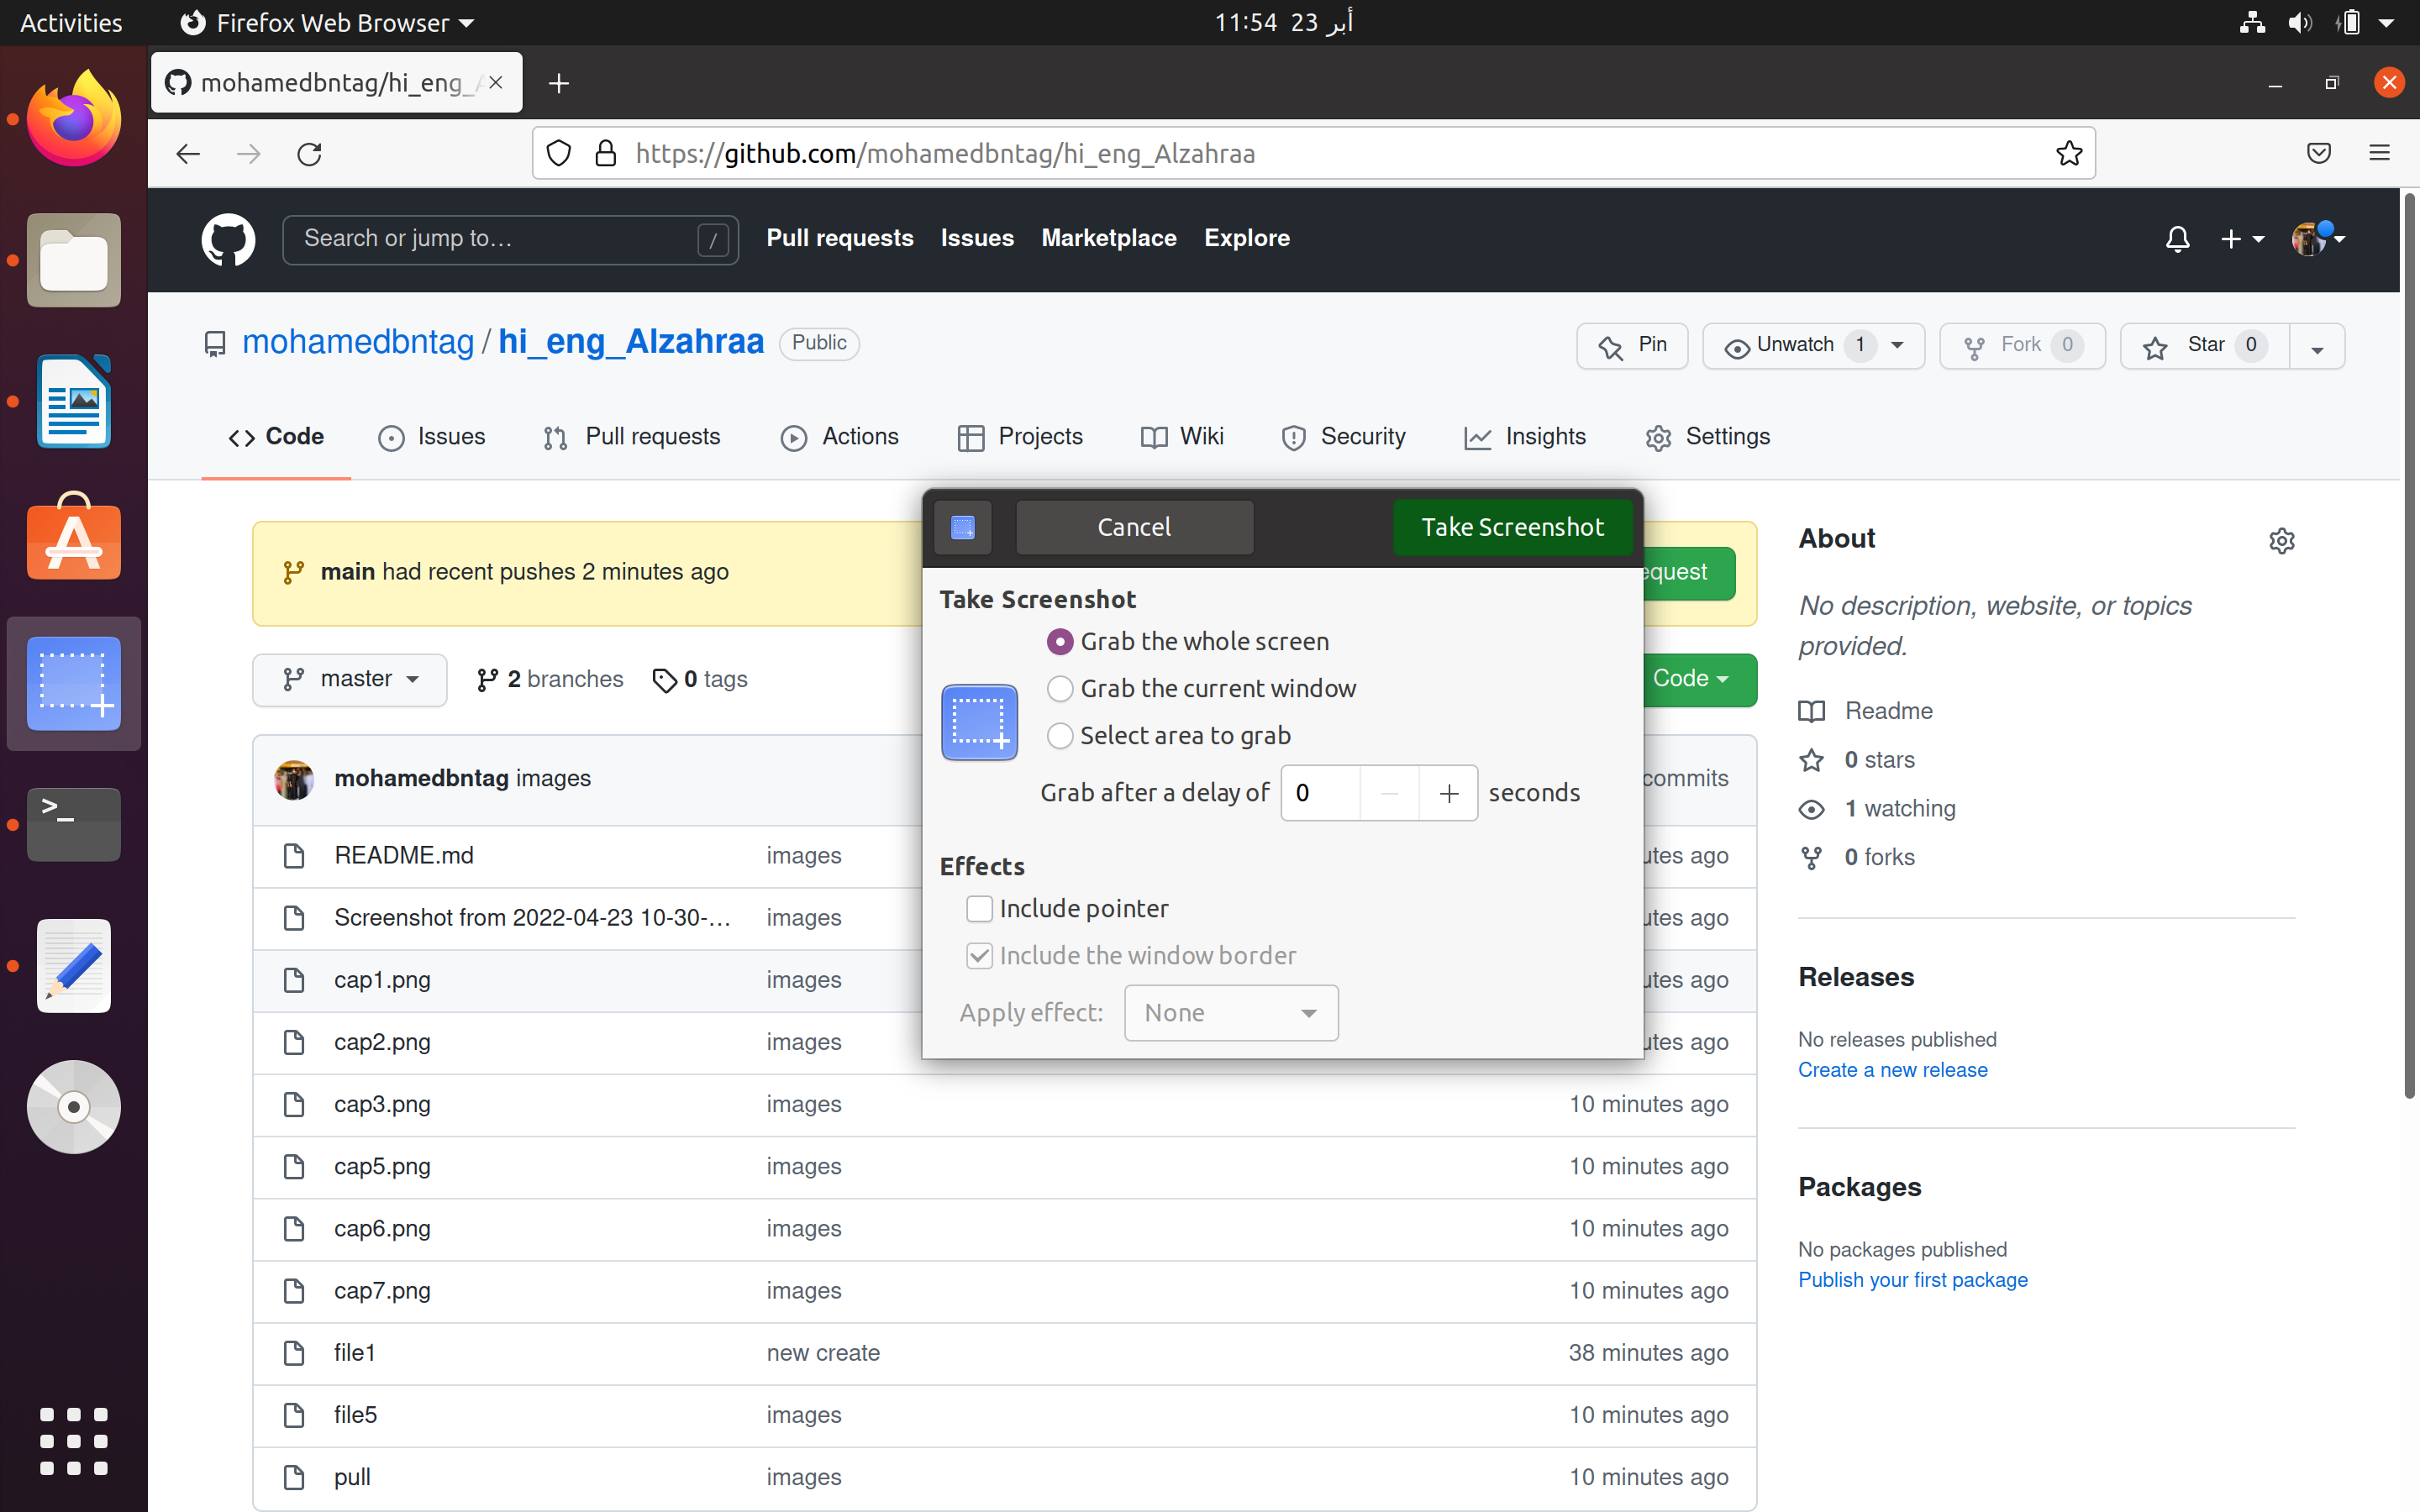 Activities
Firefox Web Browser
11:54 23 أبر
mohamedbntag/hi_eng_A
https://github.com/mohamedbntag/hi_eng_Alzahraa
Search or jump to…
/
Pull requests
Issues
Marketplace
Explore
mohamedbntag / hi_eng_Alzahraa
Public
Pin
Unwatch 1
Fork 0
Star 0
Code
Issues
Pull requests
Actions
Projects
Wiki
Security
Insights
Settings
main had recent pushes 2 minutes ago
equest
master
2 branches
0 tags
Code
mohamedbntag images
commits
README.md images utes ago
Screenshot from 2022-04-23 10-30-… images utes ago
cap1.png images utes ago
cap2.png images utes ago
cap3.png images 10 minutes ago
cap5.png images 10 minutes ago
cap6.png images 10 minutes ago
cap7.png images 10 minutes ago
file1 new create 38 minutes ago
file5 images 10 minutes ago
pull images 10 minutes ago
Cancel
Take Screenshot
Take Screenshot
Grab the whole screen
Grab the current window
Select area to grab
Grab after a delay of 0 − + seconds
Effects
Include pointer
Include the window border
Apply effect: None
About
No description, website, or topics
provided.
Readme
0 stars
1 watching
0 forks
Releases
No releases published
Create a new release
Packages
No packages published
Publish your first package